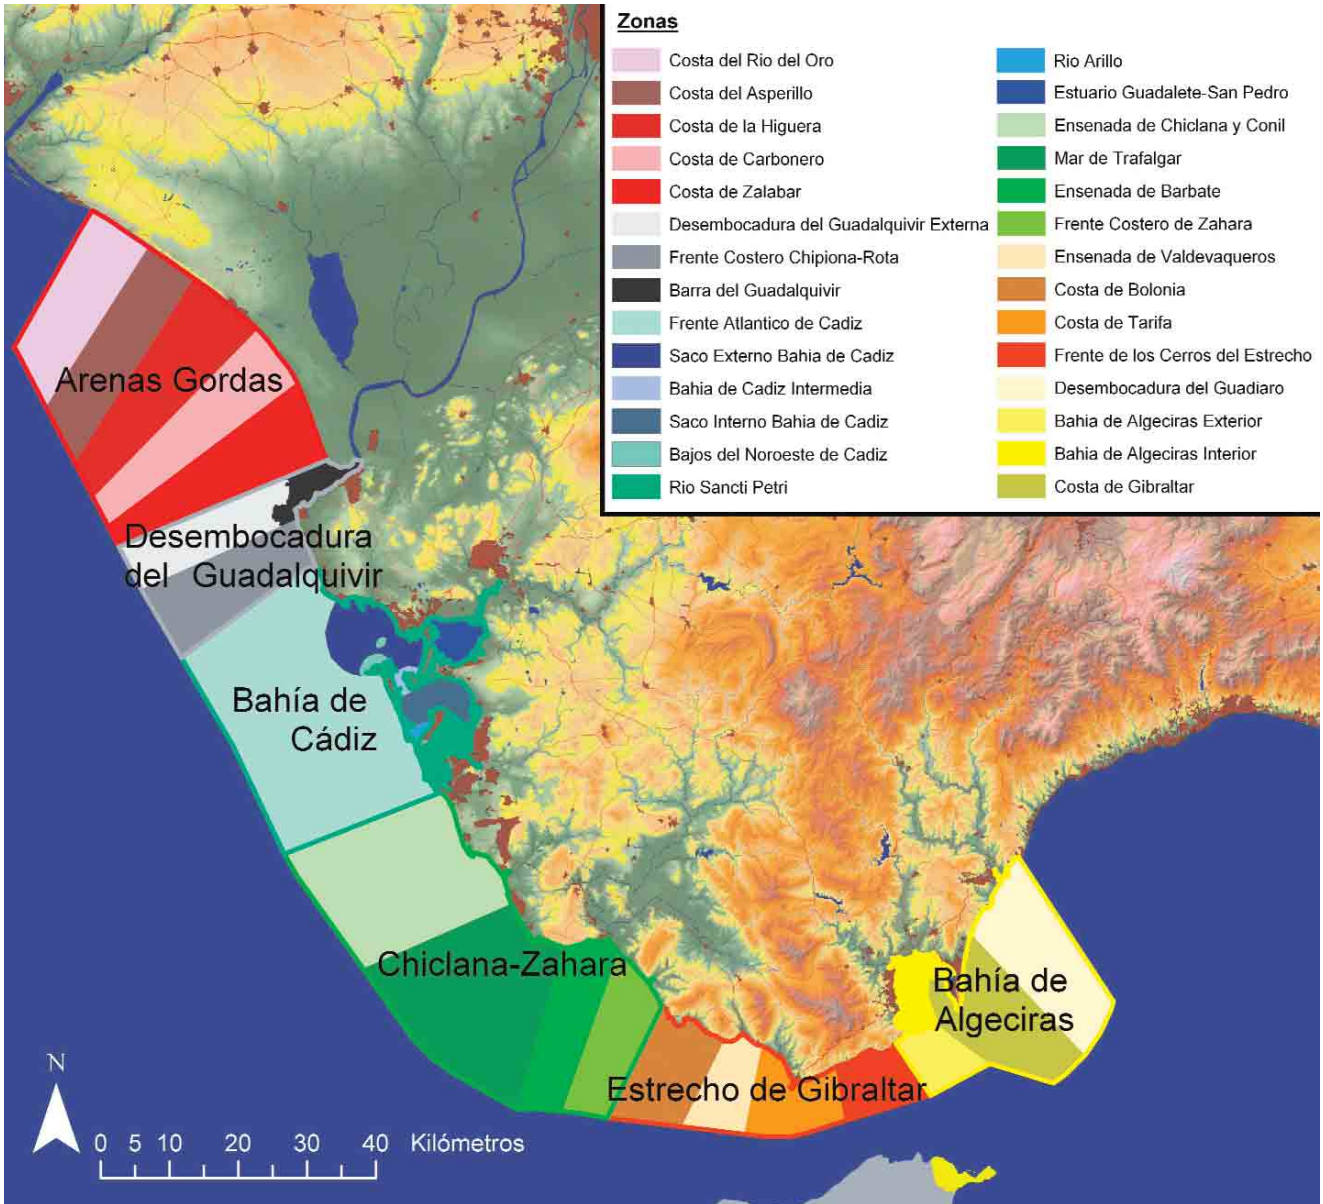 Zonas
Costa del Rio del Oro
Costa del Asperillo
Costa de la Higuera
Costa de Carbonero
Costa de Zalabar
Desembocadura del Guadalquivir Externa
Frente Costero Chipiona-Rota
Barra del Guadalquivir
Frente Atlantico de Cadiz
Saco Externo Bahia de Cadiz
Bahia de Cadiz Intermedia
Saco Interno Bahia de Cadiz
Bajos del Noroeste de Cadiz
Rio Sancti Petri
Rio Arillo
Estuario Guadalete-San Pedro
Ensenada de Chiclana y Conil
Mar de Trafalgar
Ensenada de Barbate
Frente Costero de Zahara
Ensenada de Valdevaqueros
Costa de Bolonia
Costa de Tarifa
Frente de los Cerros del Estrecho
Desembocadura del Guadiaro
Bahia de Algeciras Exterior
Bahia de Algeciras Interior
Costa de Gibraltar
Arenas Gordas
Desembocadura
del Guadalquivir
Bahía de
Cádiz
Chiclana-Zahara
Bahía de
Algeciras
Estrecho de Gibraltar
N
0 5 10 20 30 40 Kilómetros